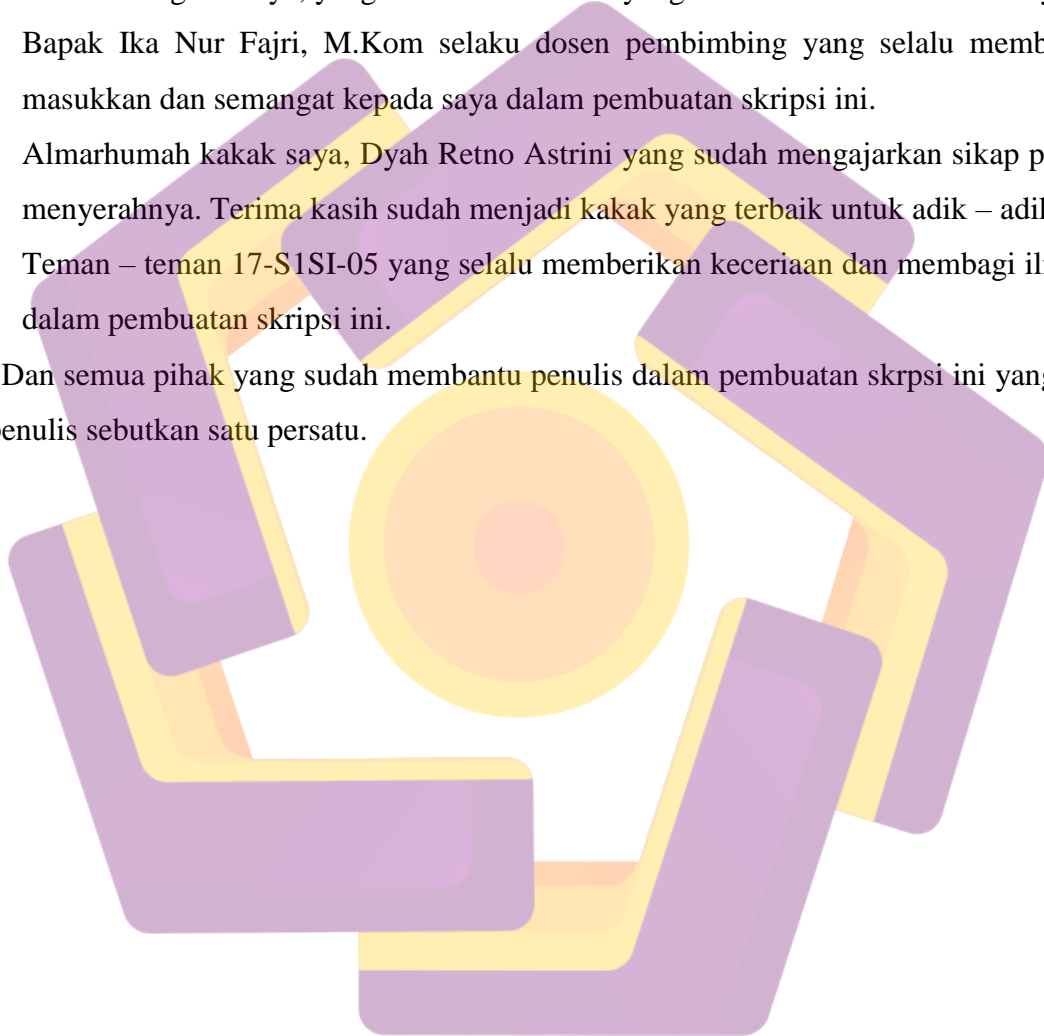 Bapak Ika Nur Fajri, M.Kom selaku dosen pembimbing yang selalu memb
masukkan dan semangat kepada saya dalam pembuatan skripsi ini.
Almarhumah kakak saya, Dyah Retno Astrini yang sudah mengajarkan sikap p
menyerahnya. Terima kasih sudah menjadi kakak yang terbaik untuk adik – adil
Teman – teman 17-S1SI-05 yang selalu memberikan keceriaan dan membagi il
dalam pembuatan skripsi ini.
Dan semua pihak yang sudah membantu penulis dalam pembuatan skrpsi ini yang
penulis sebutkan satu persatu.